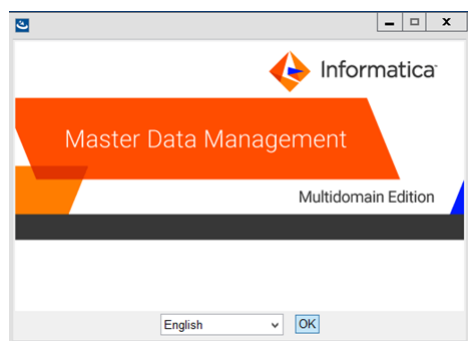 Informatica
Master Data Management
Multidomain Edition
English
OK